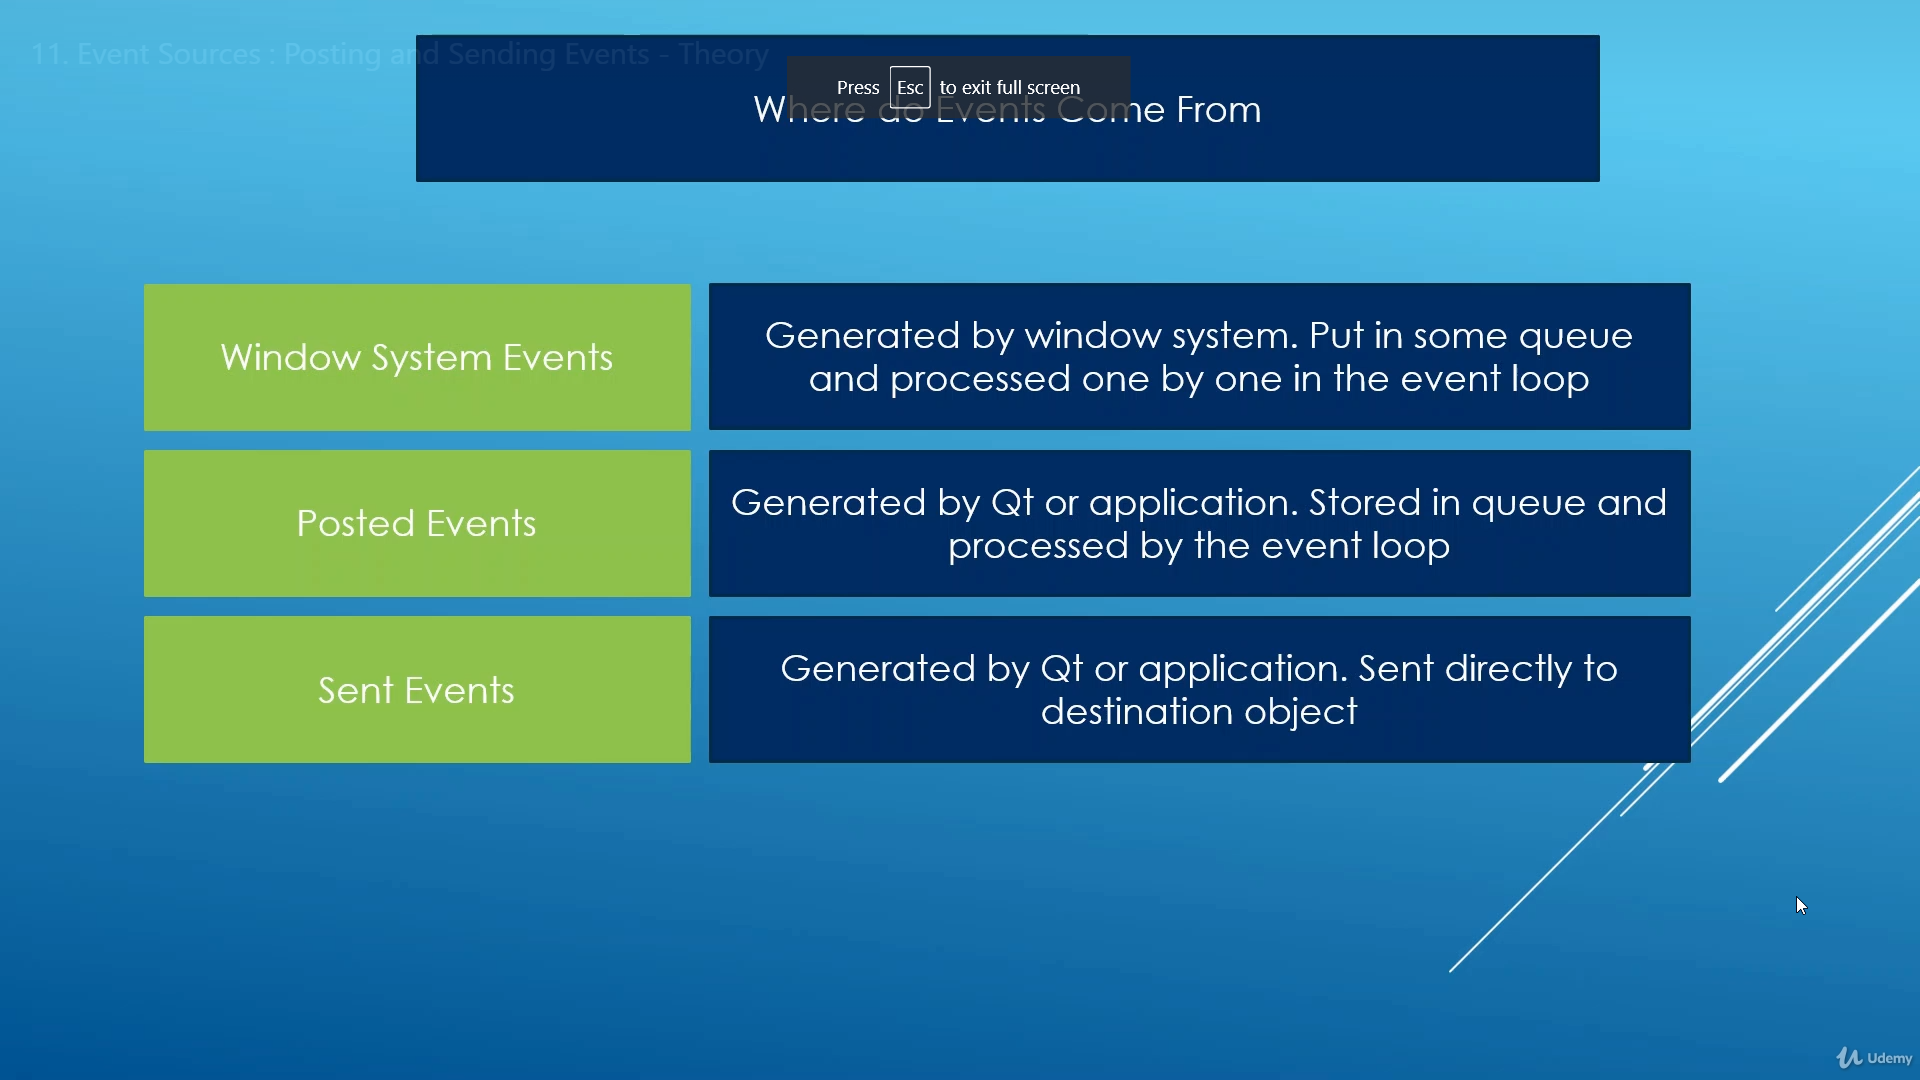 11. Event Sources : Posting and Sending Events - Theory
Press Esc to exit full screen
Where do Events Come From
Window System Events
Generated by window system. Put in some queue
and processed one by one in the event loop
Posted Events
Generated by Qt or application. Stored in queue and
processed by the event loop
Sent Events
Generated by Qt or application. Sent directly to
destination object
Udemy